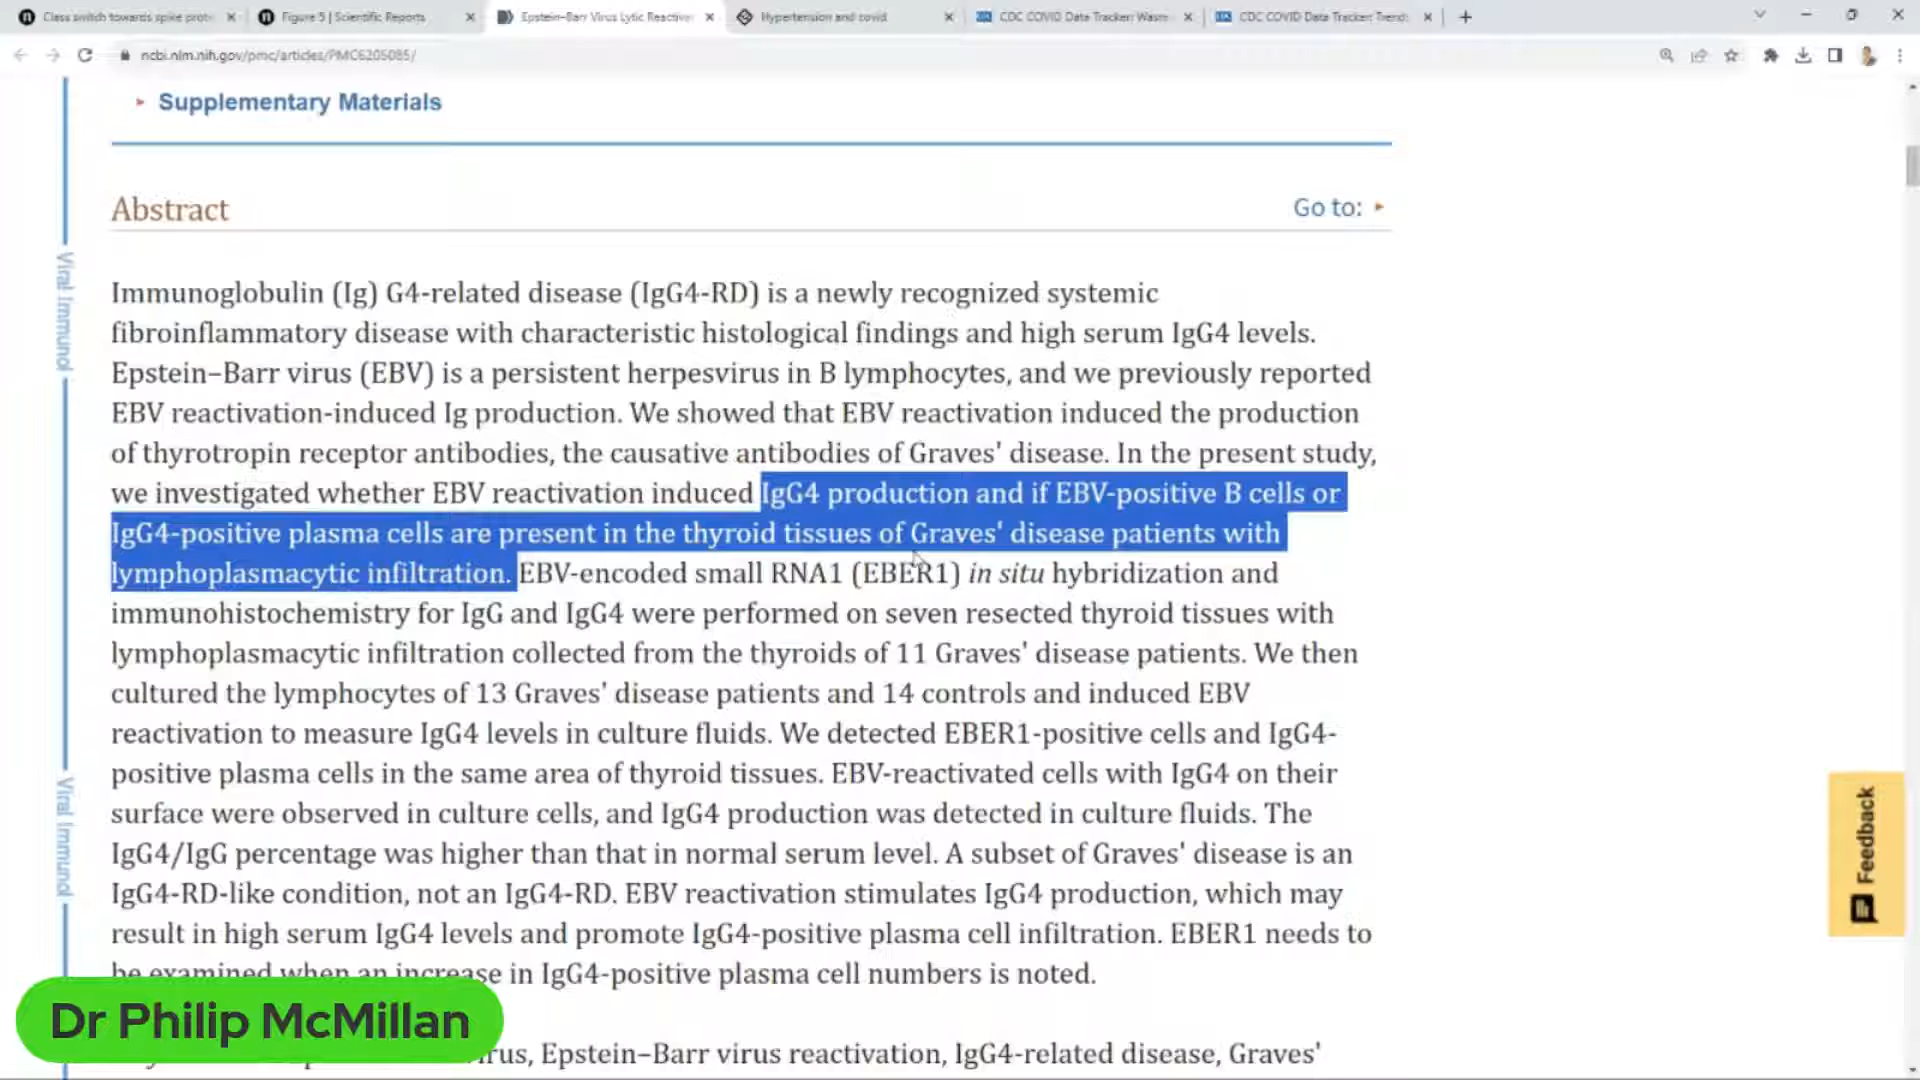 Class switch towards spike prote
Figure 5 | Scientific Reports
Epstein–Barr Virus Lytic Reactiva
Hypertension and covid
CDC COVID Data Tracker: Waste
CDC COVID Data Tracker: Trends
ncbi.nlm.nih.gov/pmc/articles/PMC6205085/
Supplementary Materials
Abstract
Go to:
Immunoglobulin (Ig) G4-related disease (IgG4-RD) is a newly recognized systemic
fibroinflammatory disease with characteristic histological findings and high serum IgG4 levels.
Epstein–Barr virus (EBV) is a persistent herpesvirus in B lymphocytes, and we previously reported
EBV reactivation-induced Ig production. We showed that EBV reactivation induced the production
of thyrotropin receptor antibodies, the causative antibodies of Graves' disease. In the present study,
we investigated whether EBV reactivation induced IgG4 production and if EBV-positive B cells or
IgG4-positive plasma cells are present in the thyroid tissues of Graves' disease patients with
lymphoplasmacytic infiltration. EBV-encoded small RNA1 (EBER1) in situ hybridization and
immunohistochemistry for IgG and IgG4 were performed on seven resected thyroid tissues with
lymphoplasmacytic infiltration collected from the thyroids of 11 Graves' disease patients. We then
cultured the lymphocytes of 13 Graves' disease patients and 14 controls and induced EBV
reactivation to measure IgG4 levels in culture fluids. We detected EBER1-positive cells and IgG4-
positive plasma cells in the same area of thyroid tissues. EBV-reactivated cells with IgG4 on their
surface were observed in culture cells, and IgG4 production was detected in culture fluids. The
IgG4/IgG percentage was higher than that in normal serum level. A subset of Graves' disease is an
IgG4-RD-like condition, not an IgG4-RD. EBV reactivation stimulates IgG4 production, which may
result in high serum IgG4 levels and promote IgG4-positive plasma cell infiltration. EBER1 needs to
be examined when an increase in IgG4-positive plasma cell numbers is noted.
rus, Epstein–Barr virus reactivation, IgG4-related disease, Graves'
Viral Immunol
Viral Immunol
Feedback
Dr Philip McMillan